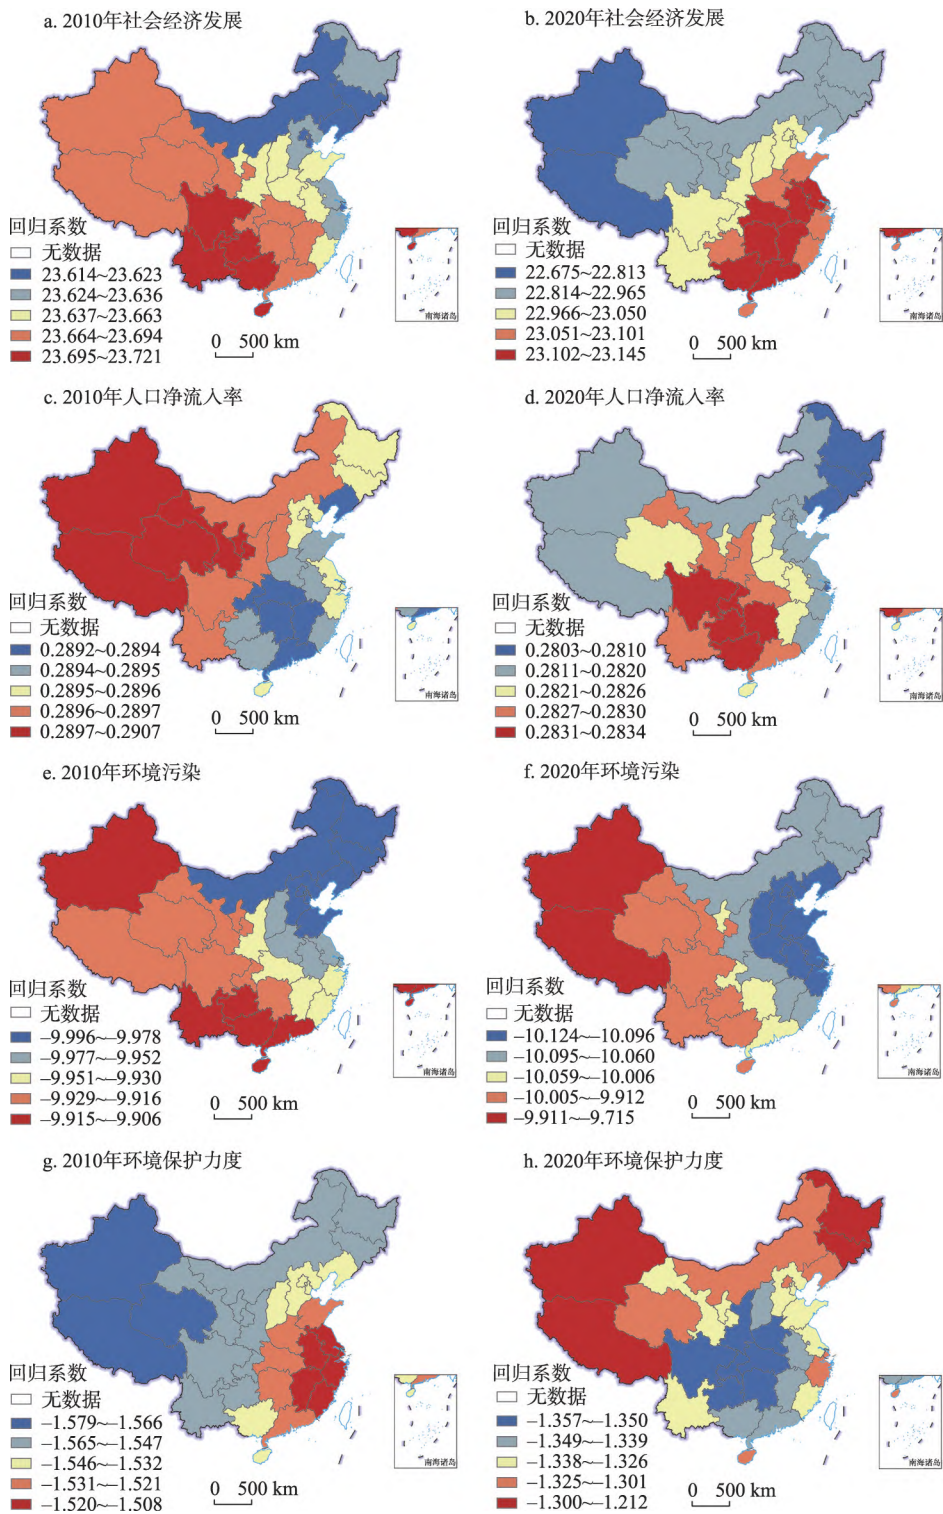 a. 2010年社会经济发展
回归系数
无数据
23.614~23.623
23.624~23.636
23.637~23.663
23.664~23.694
23.695~23.721
0 500 km
南海诸岛
b. 2020年社会经济发展
回归系数
无数据
22.675~22.813
22.814~22.965
22.966~23.050
23.051~23.101
23.102~23.145
0 500 km
南海诸岛
c. 2010年人口净流入率
回归系数
无数据
0.2892~0.2894
0.2894~0.2895
0.2895~0.2896
0.2896~0.2897
0.2897~0.2907
0 500 km
南海诸岛
d. 2020年人口净流入率
回归系数
无数据
0.2803~0.2810
0.2811~0.2820
0.2821~0.2826
0.2827~0.2830
0.2831~0.2834
0 500 km
南海诸岛
e. 2010年环境污染
回归系数
无数据
–9.996~–9.978
–9.977~–9.952
–9.951~–9.930
–9.929~–9.916
–9.915~–9.906
0 500 km
南海诸岛
f. 2020年环境污染
回归系数
无数据
–10.124~–10.096
–10.095~–10.060
–10.059~–10.006
–10.005~–9.912
–9.911~–9.715
0 500 km
南海诸岛
g. 2010年环境保护力度
回归系数
无数据
–1.579~–1.566
–1.565~–1.547
–1.546~–1.532
–1.531~–1.521
–1.520~–1.508
0 500 km
南海诸岛
h. 2020年环境保护力度
回归系数
无数据
–1.357~–1.350
–1.349~–1.339
–1.338~–1.326
–1.325~–1.301
–1.300~–1.212
0 500 km
南海诸岛